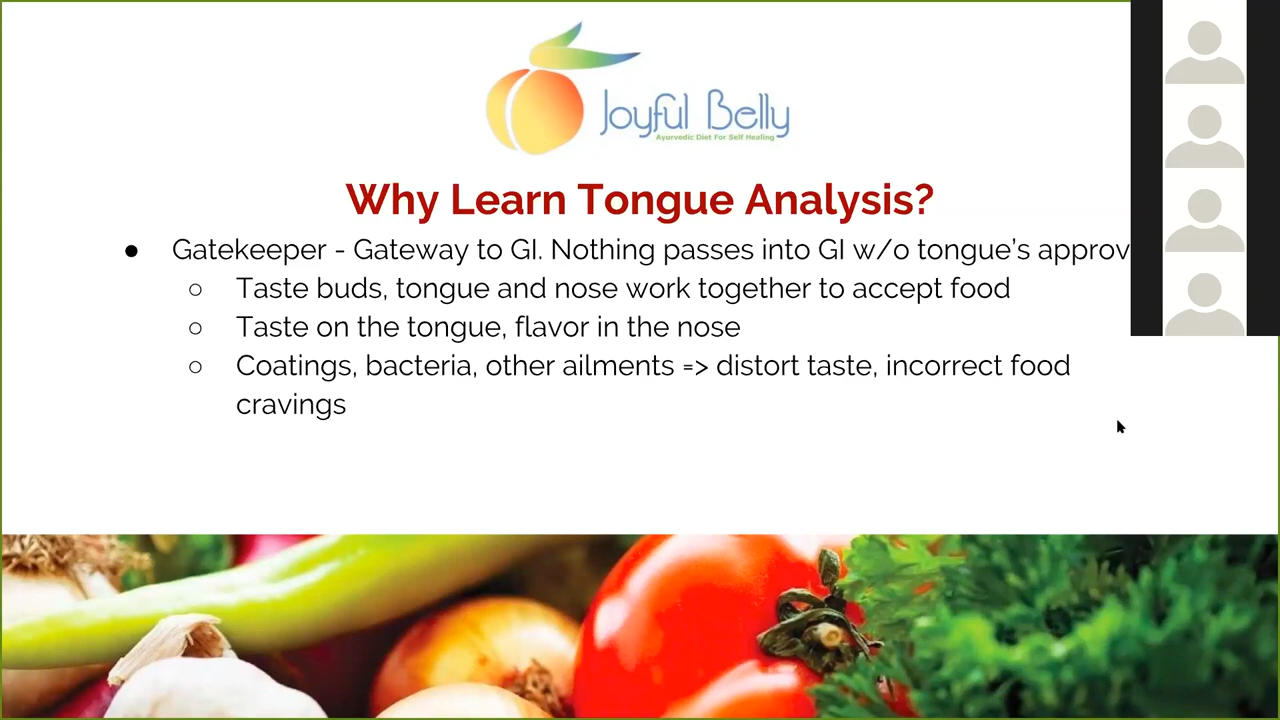 Joyful Belly
Ayurvedic Diet For Self Healing
Why Learn Tongue Analysis?
● Gatekeeper - Gateway to GI. Nothing passes into GI w/o tongue’s approv
○ Taste buds, tongue and nose work together to accept food
○ Taste on the tongue, flavor in the nose
○ Coatings, bacteria, other ailments => distort taste, incorrect food
cravings